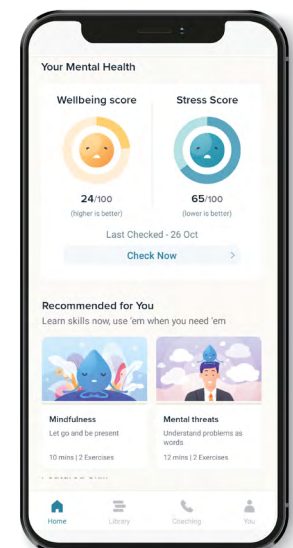 Your Mental Health
Wellbeing score
Stress Score
24/100
65/100
(higher is better)
(lower is better)
Last Checked - 26 Oct
Check Now
Recommended for You
Learn skills now, use 'em when you need 'em
Mindfulness
Let go and be present
10 mins | 2 Exercises
Mental threats
Understand problems as
words
12 mins | 2 Exercises
Home
Library
Coaching
You